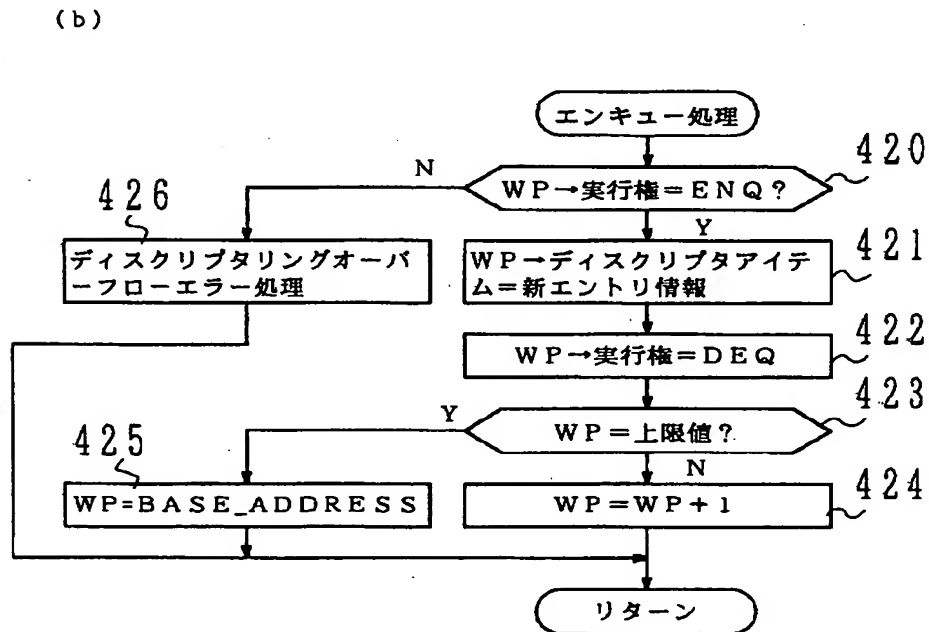 (b)
エンキュー処理
420
WP→実行権=ENQ?
N
Y
426
ディスクリプタリングオーバ
ーフローエラー処理
421
WP→ディスクリプタアイテ
ム=新エントリ情報
422
WP→実行権=DEQ
423
WP=上限値?
Y
N
425
WP=BASE_ADDRESS
424
WP=WP+1
リターン